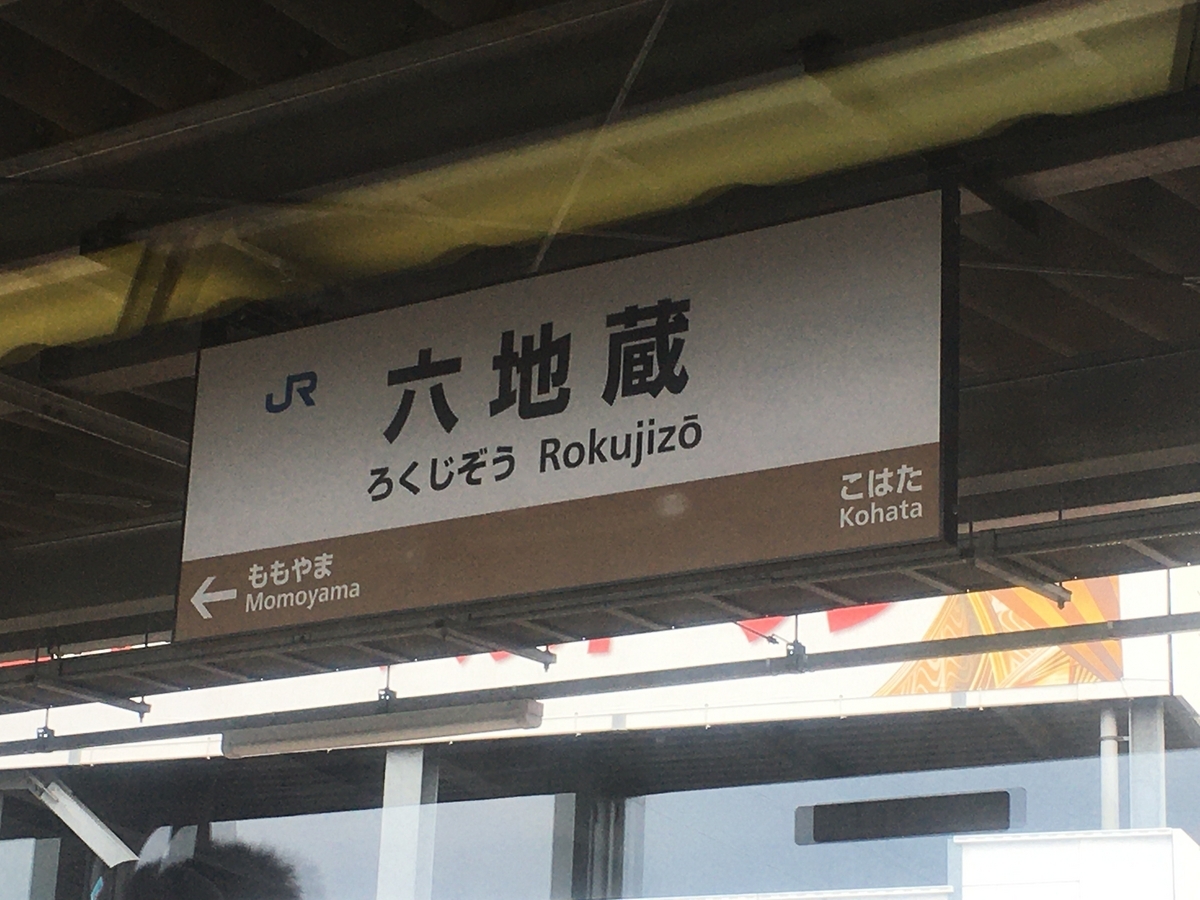 JR
六地蔵
ろくじぞう Rokujizō
ももやま
Momoyama
こはた
Kohata